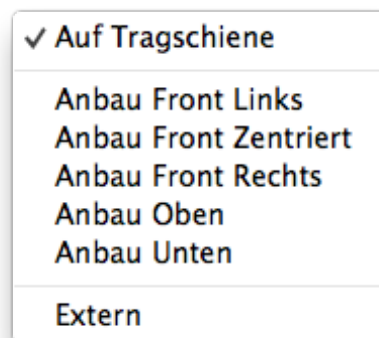 Auf Tragschiene
Anbau Front Links
Anbau Front Zentriert
Anbau Front Rechts
Anbau Oben
Anbau Unten
Extern